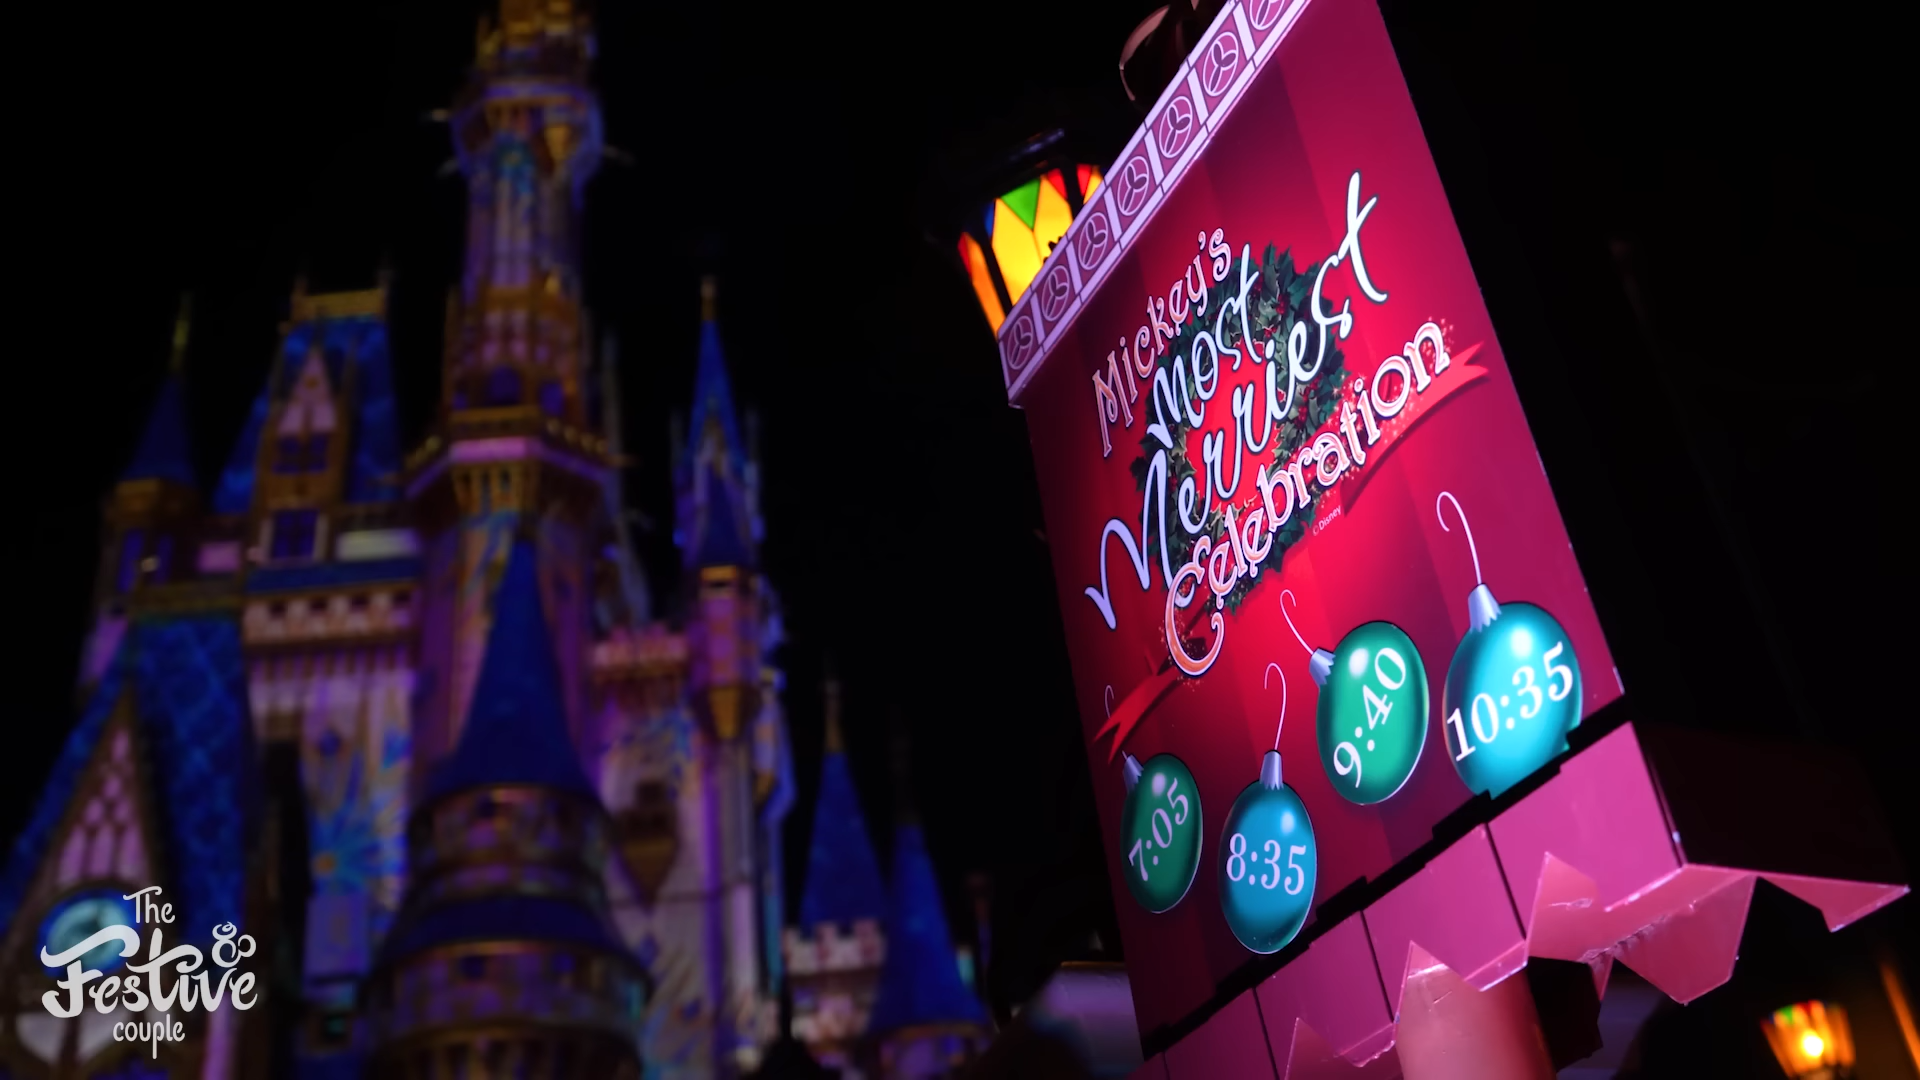 Mickey's
most
Merriest
Celebration
©Disney
7:05
8:35
9:40
10:35
The
Festive
couple